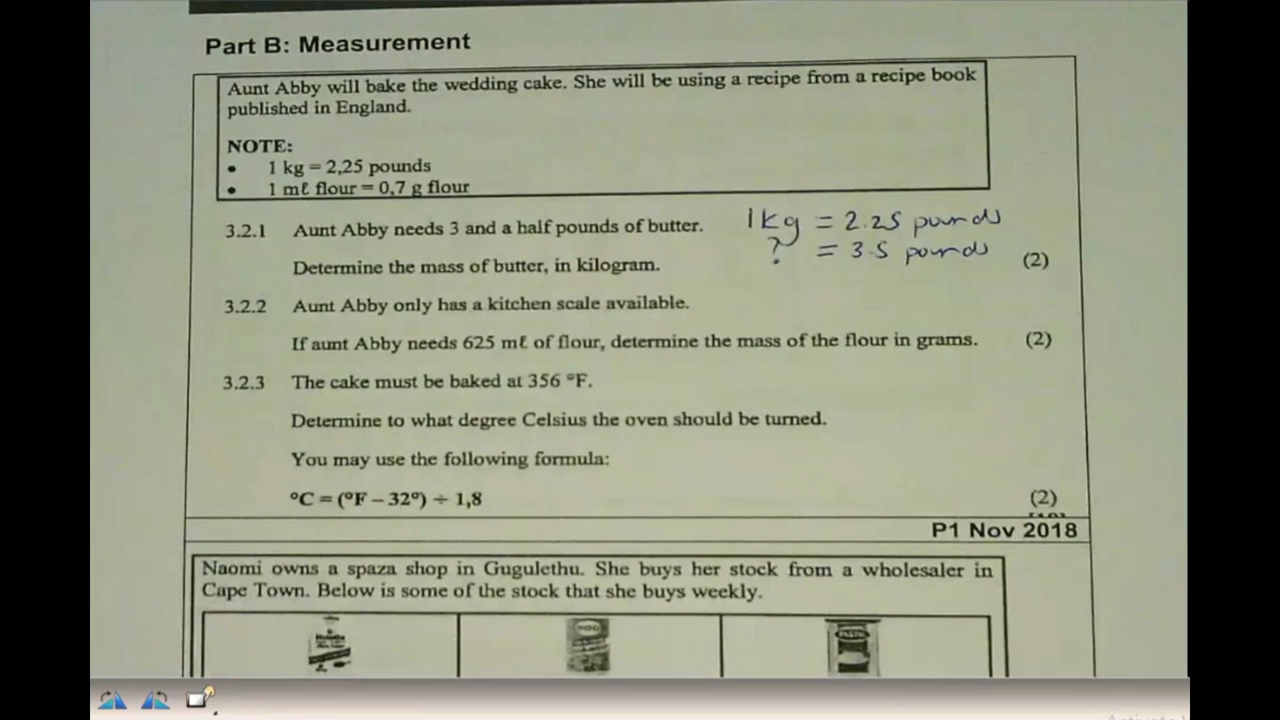 Part B: Measurement
Aunt Abby will bake the wedding cake. She will be using a recipe from a recipe book
published in England.
NOTE:
• 1 kg = 2,25 pounds
• 1 mℓ flour = 0,7 g flour
3.2.1 Aunt Abby needs 3 and a half pounds of butter.
1kg = 2.25 pounds
? = 3.5 pounds
Determine the mass of butter, in kilogram. (2)
3.2.2 Aunt Abby only has a kitchen scale available.
If aunt Abby needs 625 mℓ of flour, determine the mass of the flour in grams. (2)
3.2.3 The cake must be baked at 356 °F.
Determine to what degree Celsius the oven should be turned.
You may use the following formula:
°C = (°F – 32°) ÷ 1,8 (2)
P1 Nov 2018
Naomi owns a spaza shop in Gugulethu. She buys her stock from a wholesaler in
Cape Town. Below is some of the stock that she buys weekly.